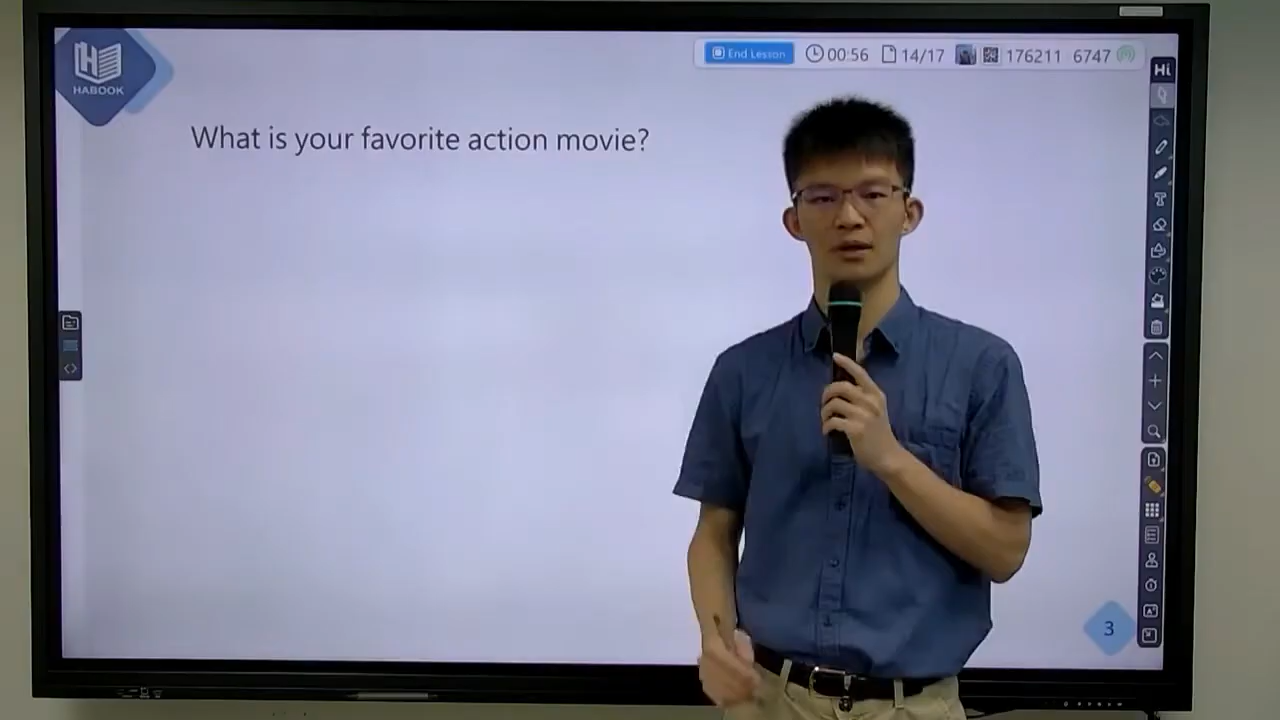 HABOOK
End Lesson 00:56 14/17 176211 6747
Hi
What is your favorite action movie?
3